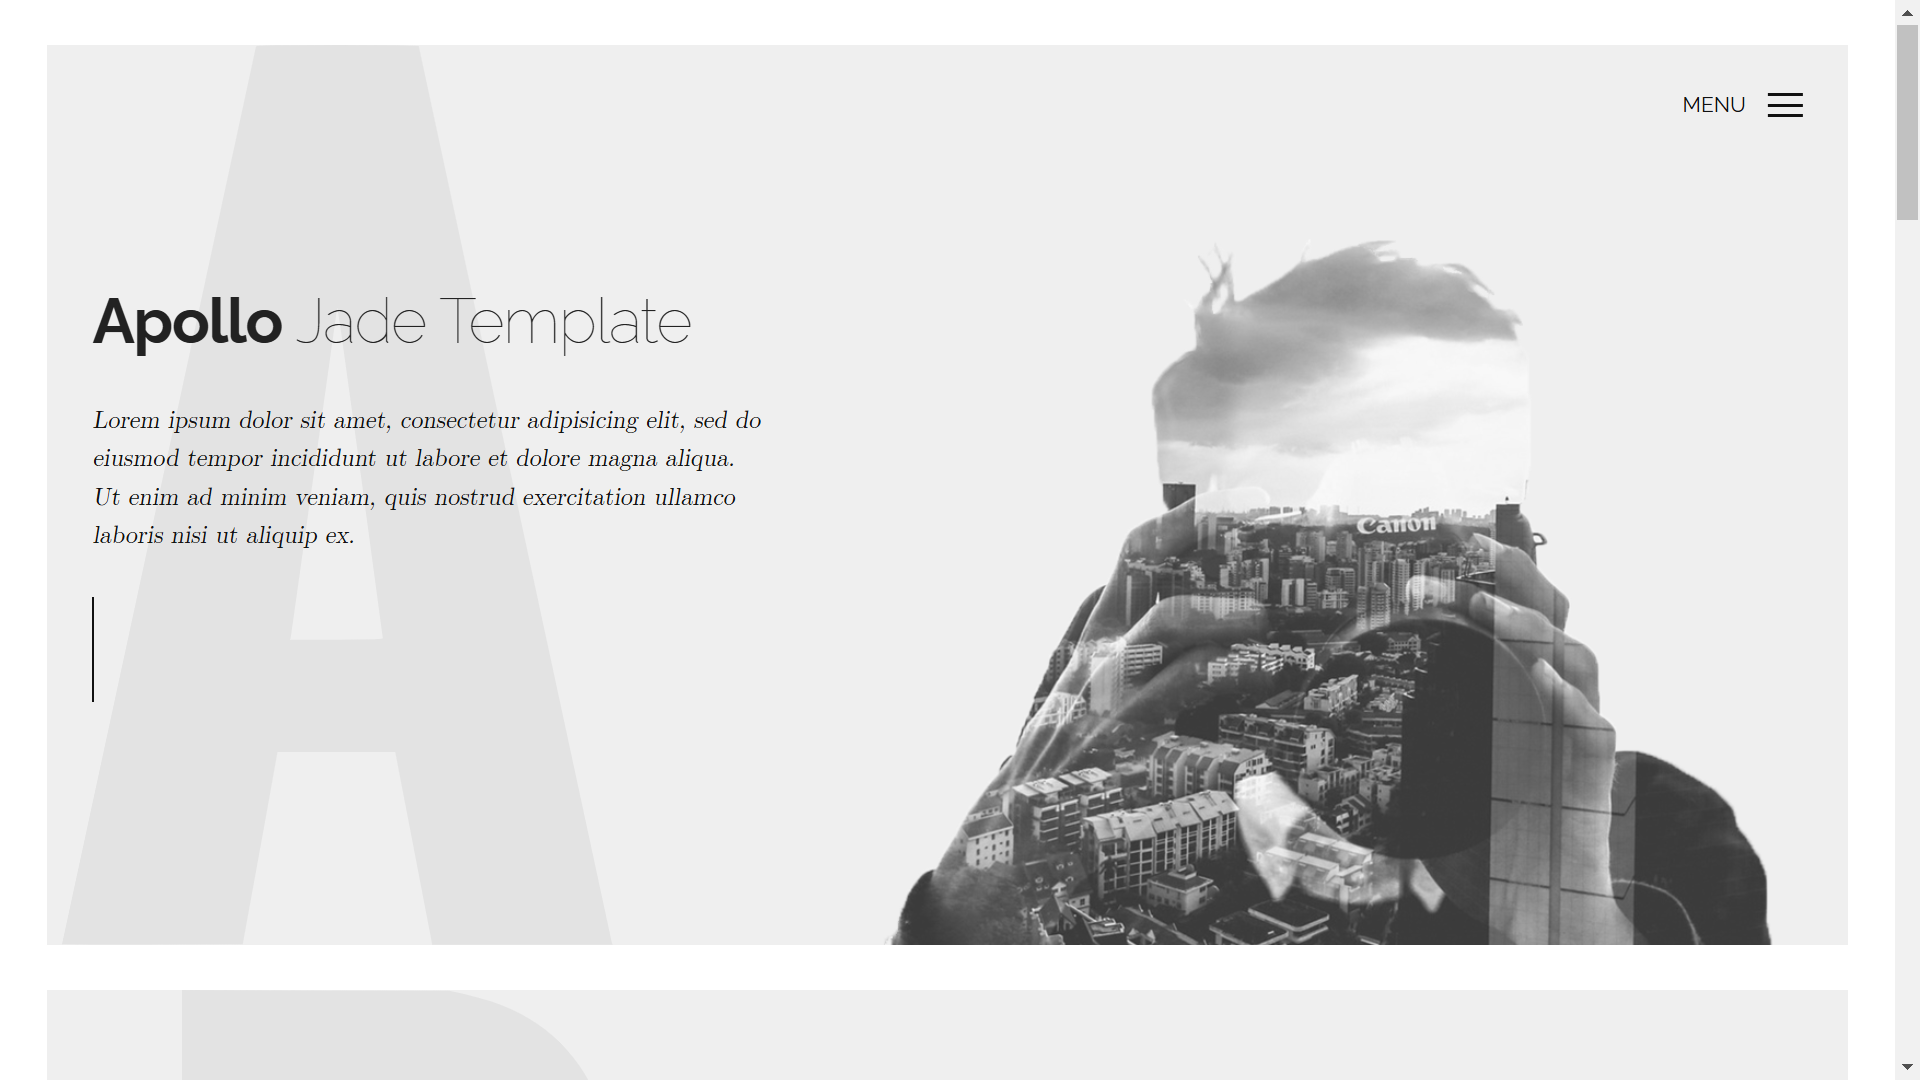 MENU
Apollo Jade Template
Lorem ipsum dolor sit amet, consectetur adipisicing elit, sed do
eiusmod tempor incididunt ut labore et dolore magna aliqua.
Ut enim ad minim veniam, quis nostrud exercitation ullamco
laboris nisi ut aliquip ex.
Canon
A